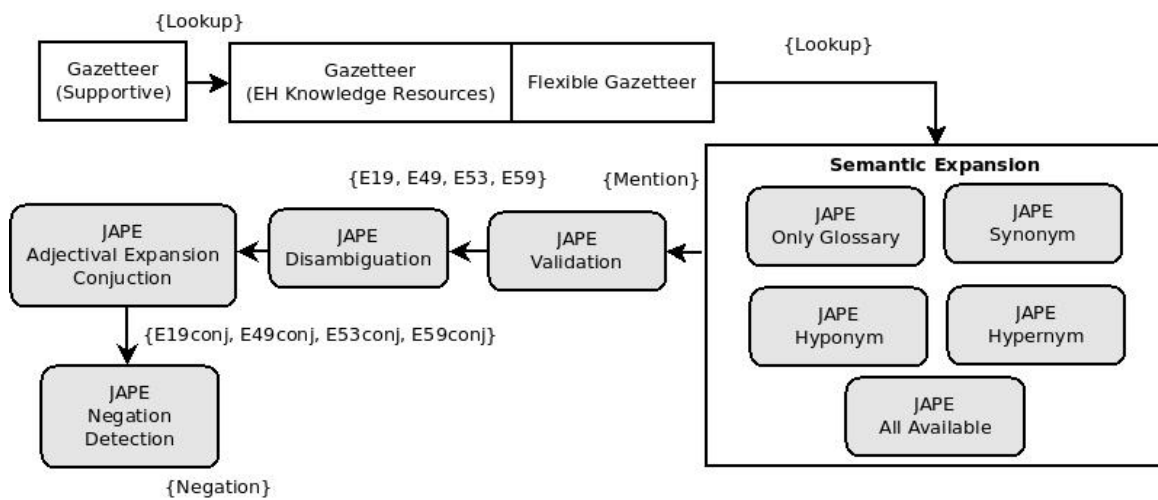 {Lookup}
Gazetteer
(Supportive)
Gazetteer
(EH Knowledge Resources)
Flexible Gazetteer
{Lookup}
Semantic Expansion
JAPE
Only Glossary
JAPE
Synonym
JAPE
Hyponym
JAPE
Hypernym
JAPE
All Available
{Mention}
JAPE
Validation
{E19, E49, E53, E59}
JAPE
Disambiguation
JAPE
Adjectival Expansion
Conjuction
{E19conj, E49conj, E53conj, E59conj}
JAPE
Negation
Detection
{Negation}